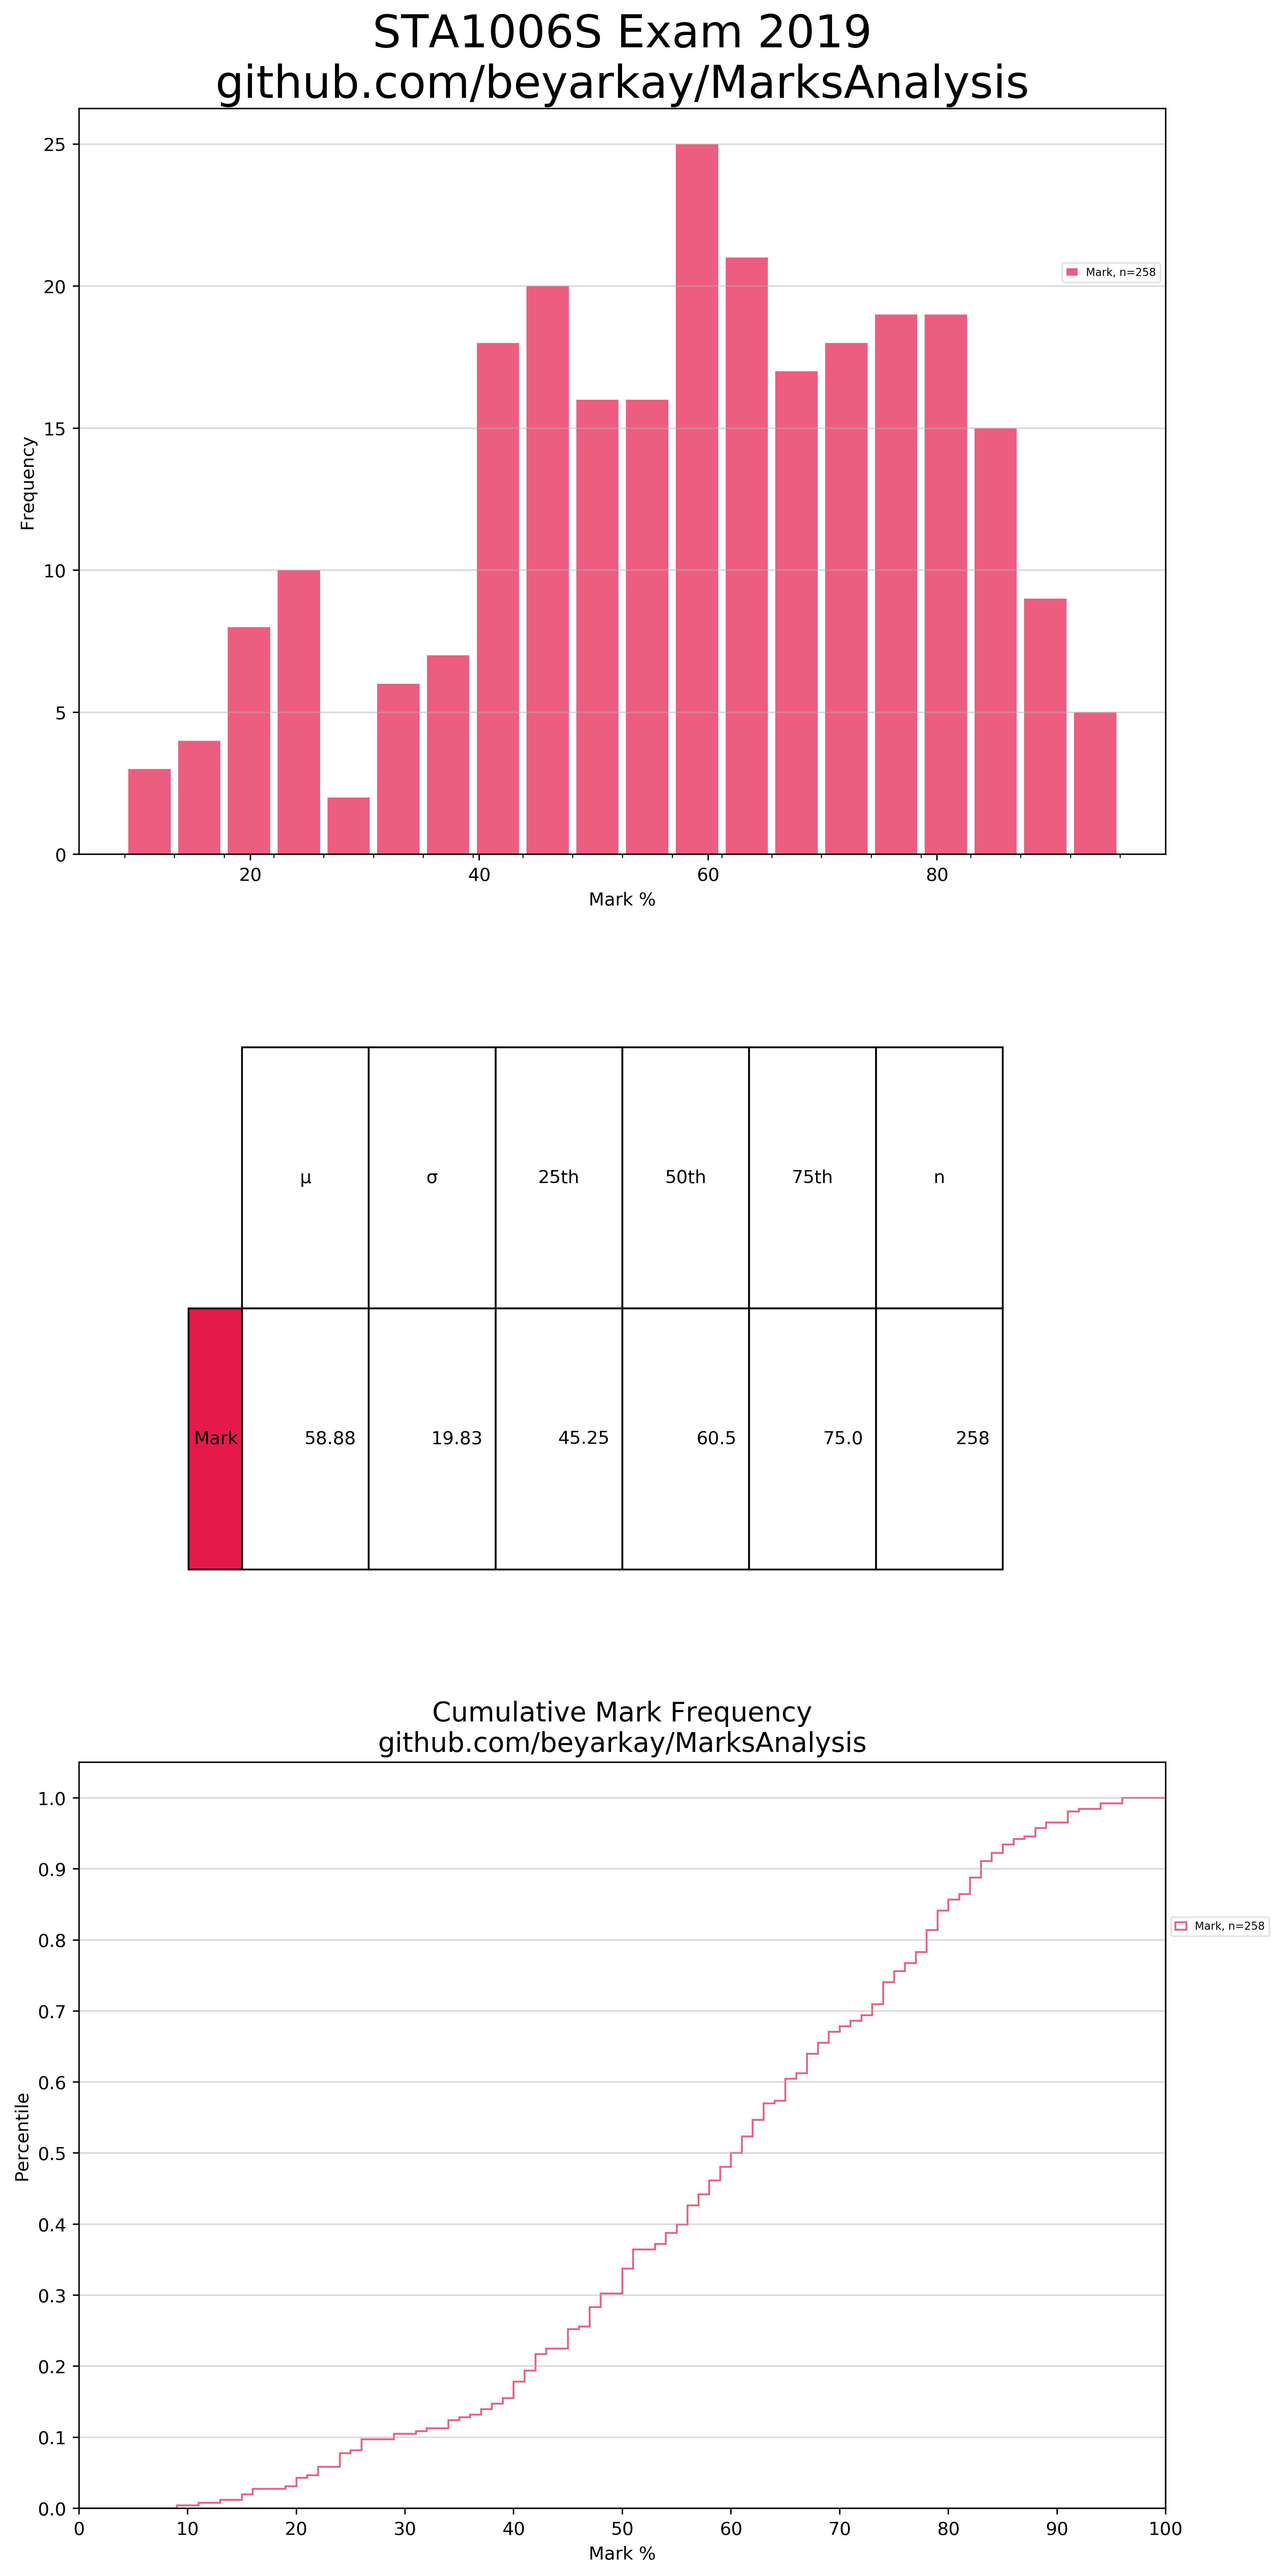 STA1006S Exam 2019
github.com/beyarkay/MarksAnalysis
25
20
15
10
5
0
Frequency
Mark, n=258
20 40 60 80
Mark %
μ σ 25th 50th 75th n
Mark 58.88 19.83 45.25 60.5 75.0 258
Cumulative Mark Frequency
github.com/beyarkay/MarksAnalysis
1.0
0.9
0.8
0.7
0.6
0.5
0.4
0.3
0.2
0.1
0.0
Percentile
Mark, n=258
0 10 20 30 40 50 60 70 80 90 100
Mark %